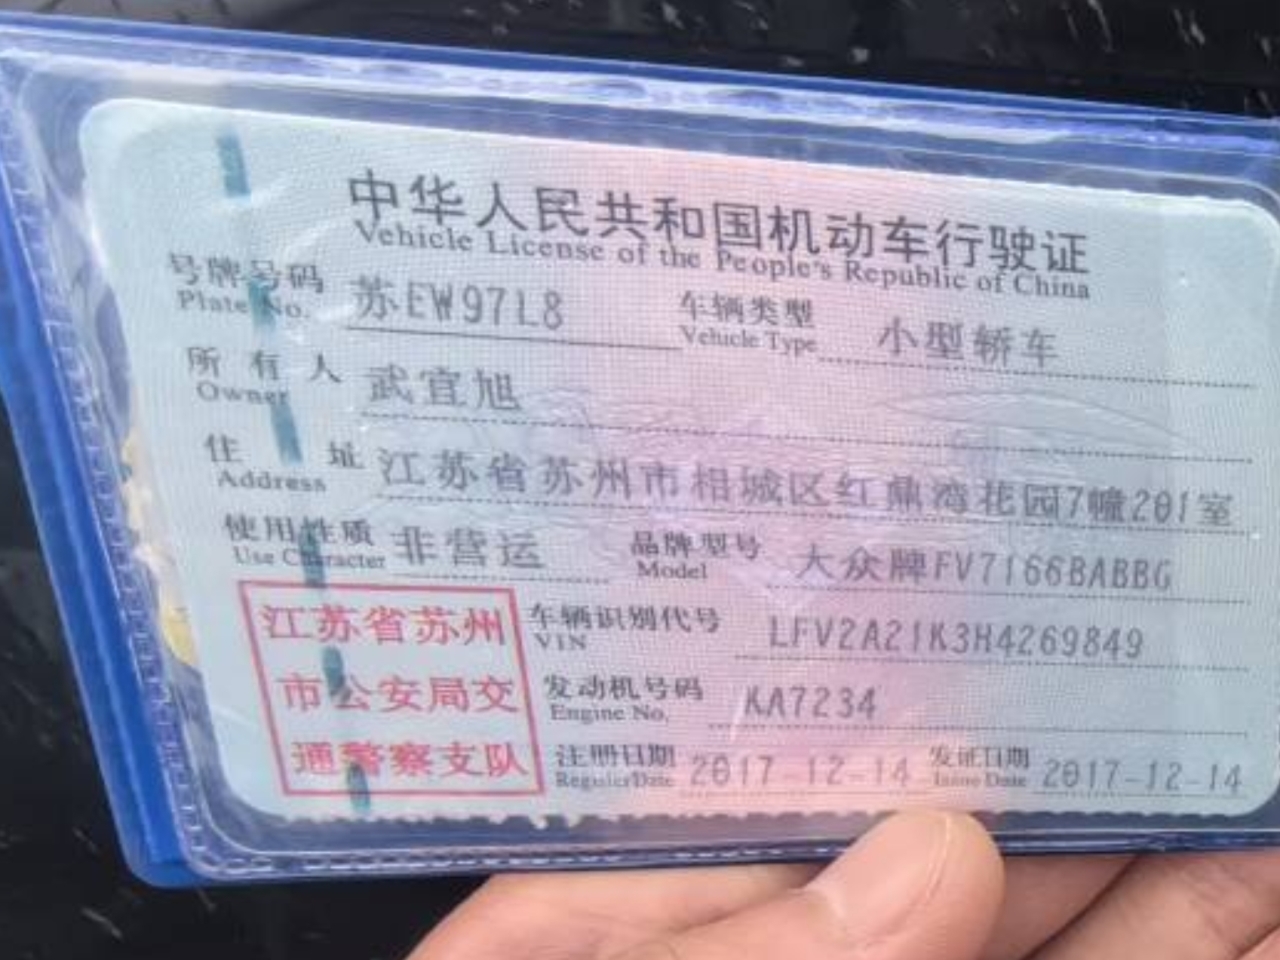 中华人民共和国机动车行驶证
Vehicle License of the People's Republic of China
号牌号码 苏EW97L8 车辆类型 小型轿车
Plate No. Vehicle Type
所有人 武宜旭
Owner
住址 江苏省苏州市相城区红鼎湾花园7幢201室
Address
使用性质 非营运 品牌型号 大众牌FV7166BABBG
Use Character Model
江苏省苏州 车辆识别代号 LFV2A21K3H4269849
VIN
市公安局交 发动机号码 KA7234
Engine No.
通警察支队 注册日期 2017-12-14 发证日期 2017-12-14
Register Date Issue Date